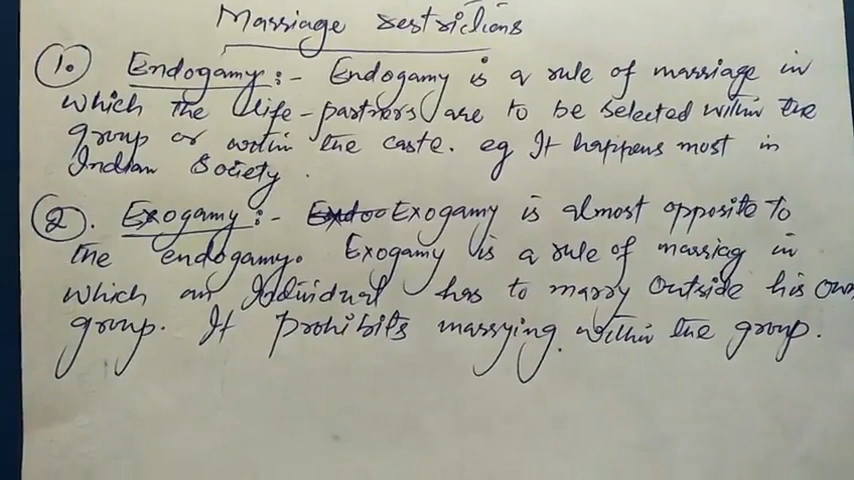 Marriage restrictions
1. Endogamy :- Endogamy is a rule of marriage in
which the life-partners are to be selected within the
group or within the caste. eg It happens most in
Indian Society.
2. Exogamy :- Exogamy is almost opposite to
the endogamy. Exogamy is a rule of marriag in
which an Individual has to marry Outside his own
group. It prohibits marrying within the group.